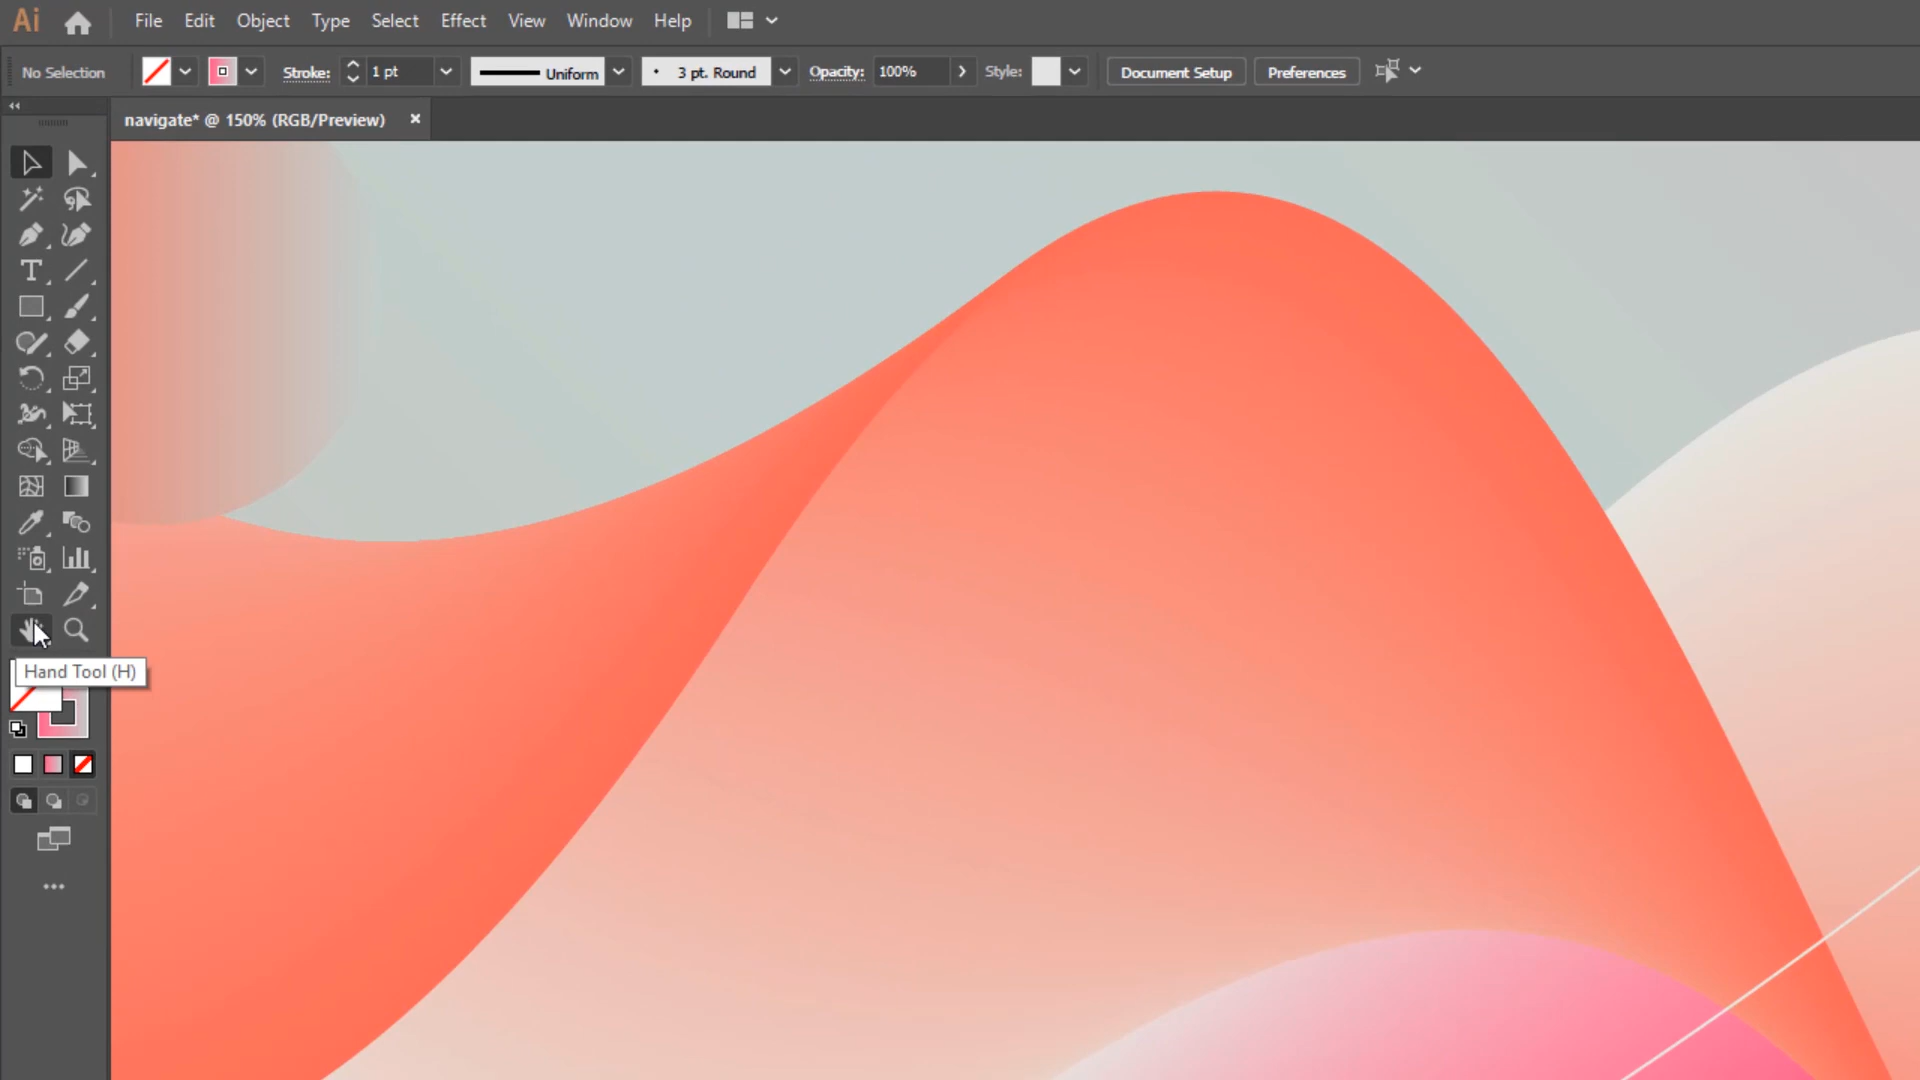 Ai File Edit Object Type Select Effect View Window Help
No Selection Stroke: 1 pt Uniform 3 pt. Round Opacity: 100% Style: Document Setup Preferences
navigate* @ 150% (RGB/Preview)
Hand Tool (H)